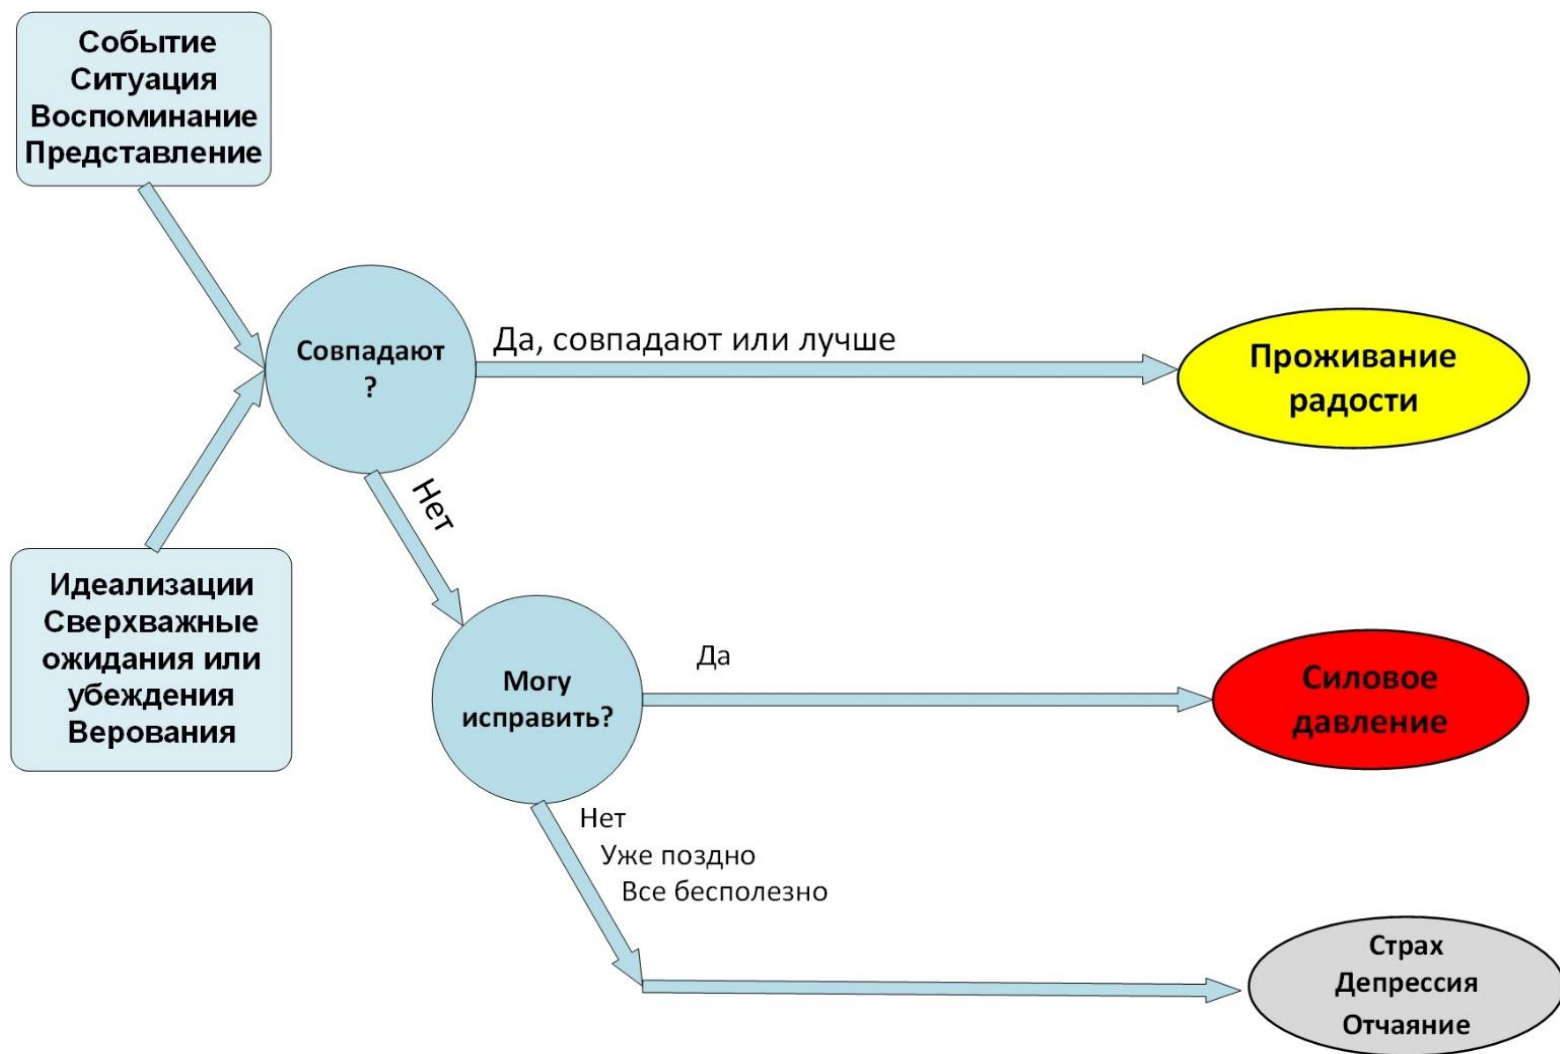 Событие
Ситуация
Воспоминание
Представление
Совпадают
?
Да, совпадают или лучше
Проживание
радости
Нет
Идеализации
Сверхважные
ожидания или
убеждения
Верования
Могу
исправить?
Да
Силовое
давление
Нет
Уже поздно
Все бесполезно
Страх
Депрессия
Отчаяние